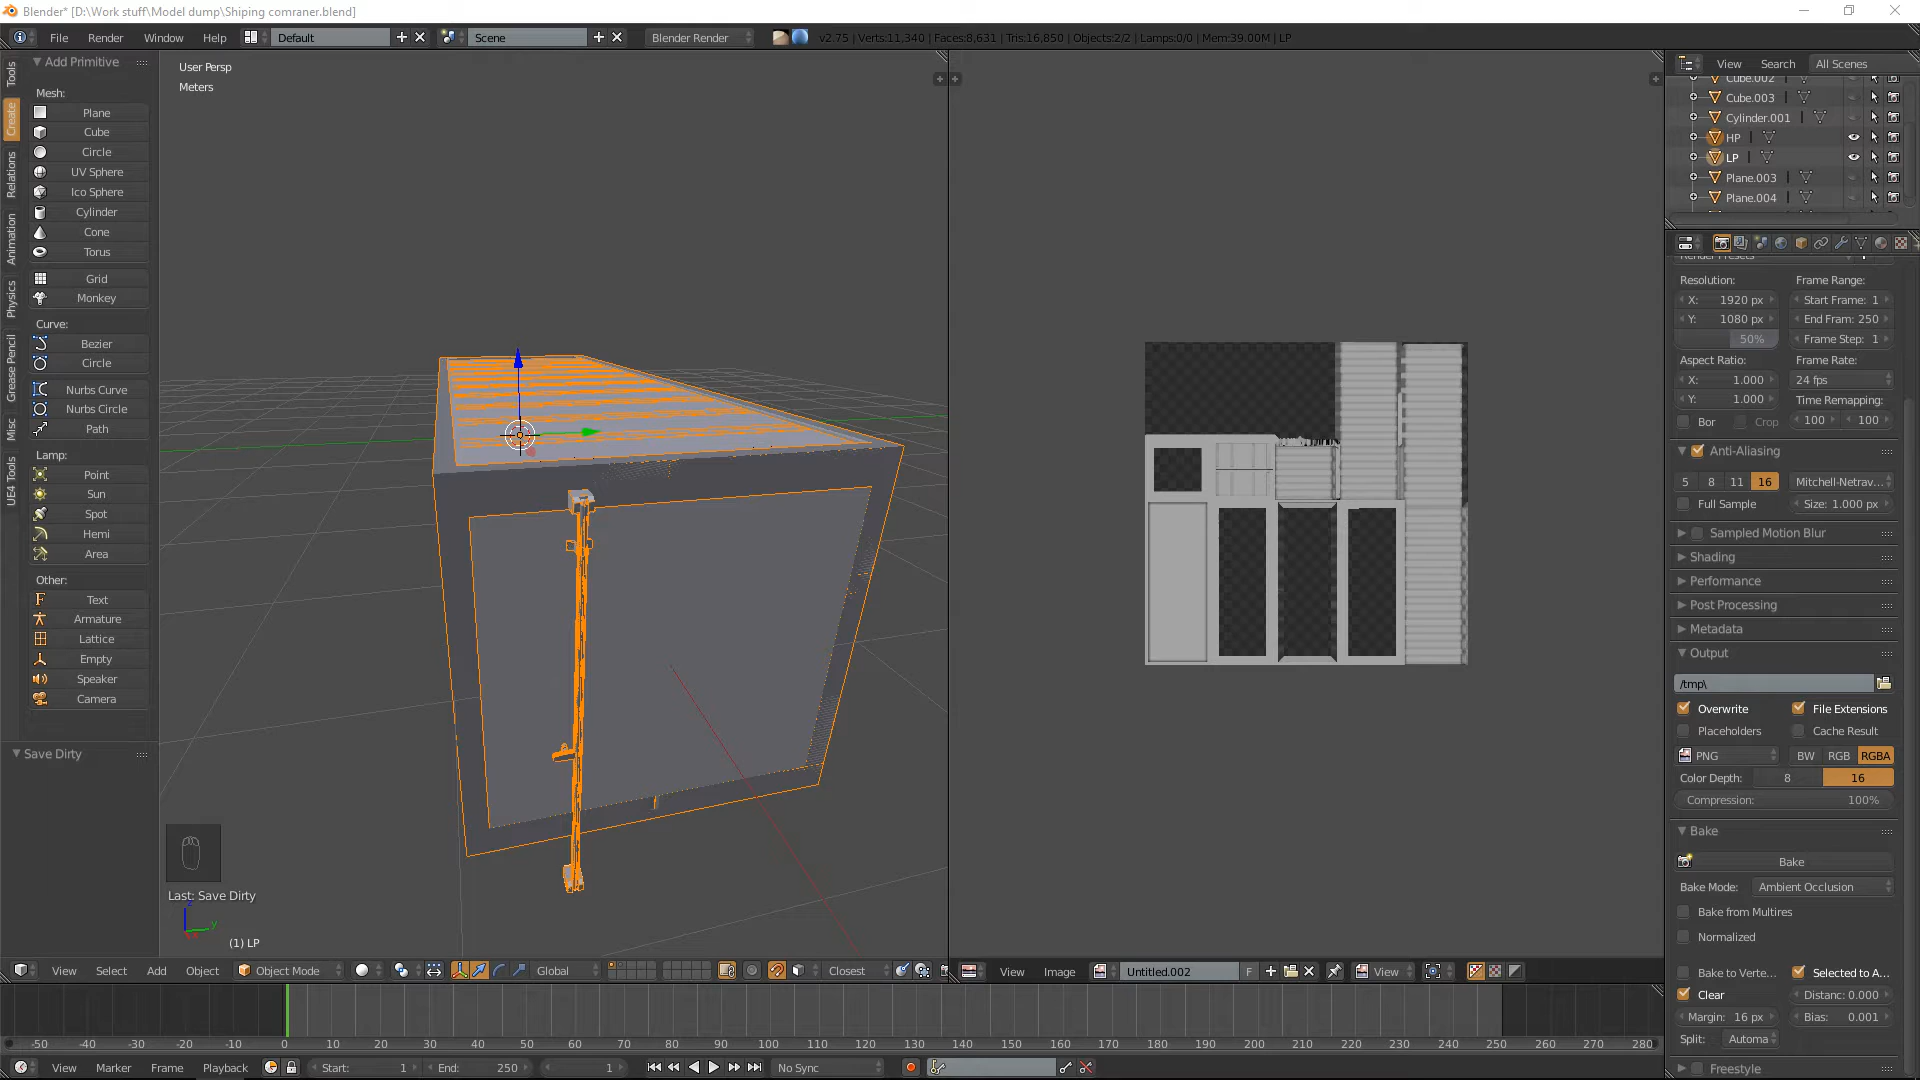 Blender* [D:\Work stuff\Model dump\Shiping comraner.blend]
File Render Window Help Default Scene Blender Render v2.75 | Verts:11,340 | Faces:8,631 | Tris:16,850 | Objects:2/2 | Lamps:0/0 | Mem:39.00M | LP
Tools
Create
Relations
Animation
Physics
Grease Pencil
Misc
UE4 Tools
Add Primitive
Mesh:
Plane
Cube
Circle
UV Sphere
Ico Sphere
Cylinder
Cone
Torus
Grid
Monkey
Curve:
Bezier
Circle
Nurbs Curve
Nurbs Circle
Path
Lamp:
Point
Sun
Spot
Hemi
Area
Other:
Text
Armature
Lattice
Empty
Speaker
Camera
Save Dirty
User Persp
Meters
Last: Save Dirty
(1) LP
View Select Add Object Object Mode Global Closest
View Image Untitled.002 F View
View Search All Scenes
Cube.002
Cube.003
Cylinder.001
HP
LP
Plane.003
Plane.004
Render Presets
Resolution: Frame Range:
X: 1920 px Start Frame: 1
Y: 1080 px End Fram: 250
50% Frame Step: 1
Aspect Ratio: Frame Rate:
X: 1.000 24 fps
Y: 1.000 Time Remapping:
Bor Crop 100 100
Anti-Aliasing
5 8 11 16 Mitchell-Netrav...
Full Sample Size: 1.000 px
Sampled Motion Blur
Shading
Performance
Post Processing
Metadata
Output
/tmp\
Overwrite File Extensions
Placeholders Cache Result
PNG BW RGB RGBA
Color Depth: 8 16
Compression: 100%
Bake
Bake
Bake Mode: Ambient Occlusion
Bake from Multires
Normalized
Bake to Verte... Selected to A...
Clear Distanc: 0.000
Margin: 16 px Bias: 0.001
Split: Automa
Freestyle
-50 -40 -30 -20 -10 0 10 20 30 40 50 60 70 80 90 100 110 120 130 140 150 160 170 180 190 200 210 220 230 240 250 260 270 280
View Marker Frame Playback Start: 1 End: 250 1 No Sync